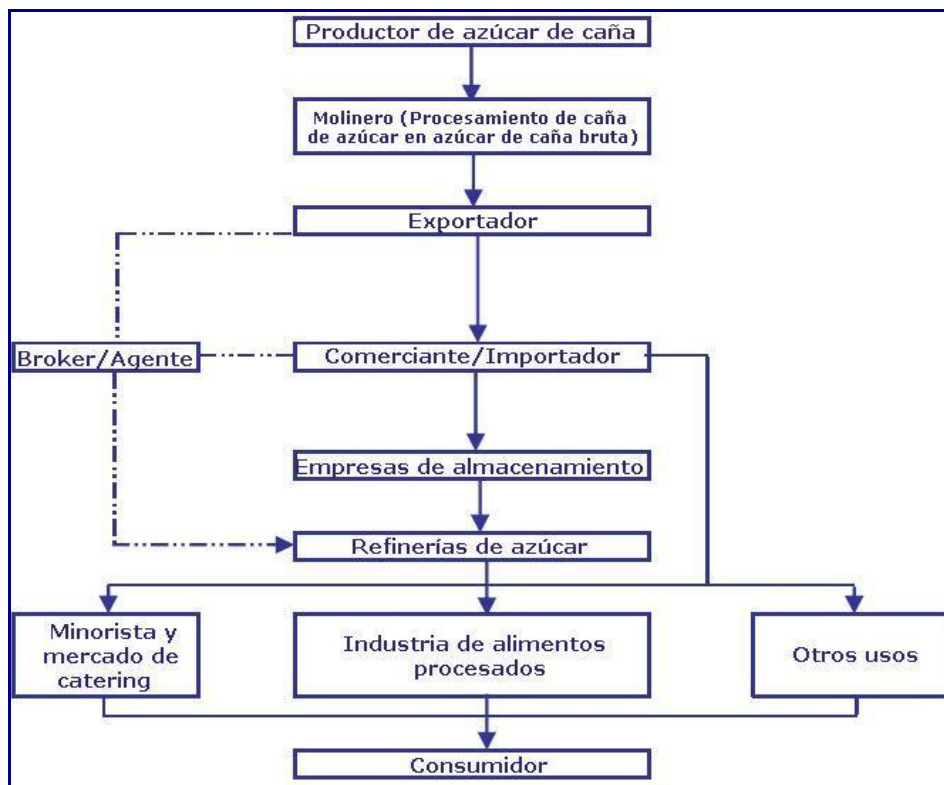 Productor de azúcar de caña
Molinero (Procesamiento de caña
de azúcar en azúcar de caña bruta)
Exportador
Broker/Agente
Comerciante/Importador
Empresas de almacenamiento
Refinerías de azúcar
Minorista y
mercado de
catering
Industria de alimentos
procesados
Otros usos
Consumidor